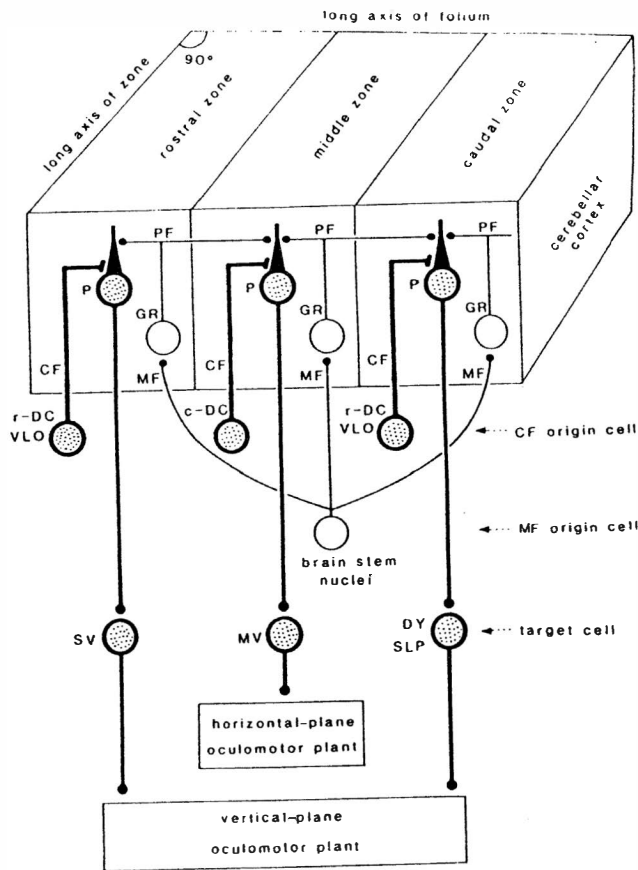 long axis of folium
90°
long axis of zone
rostral zone
middle zone
caudal zone
cerebellar
cortex
PF
PF
PF
P
P
P
GR
GR
GR
CF
CF
CF
MF
MF
MF
r-DC
VLO
c-DC
r-DC
VLO
CF origin cell
MF origin cell
brain stem
nuclei
SV
MV
DY
SLP
target cell
horizontal-plane
oculomotor plant
vertical-plane
oculomotor plant